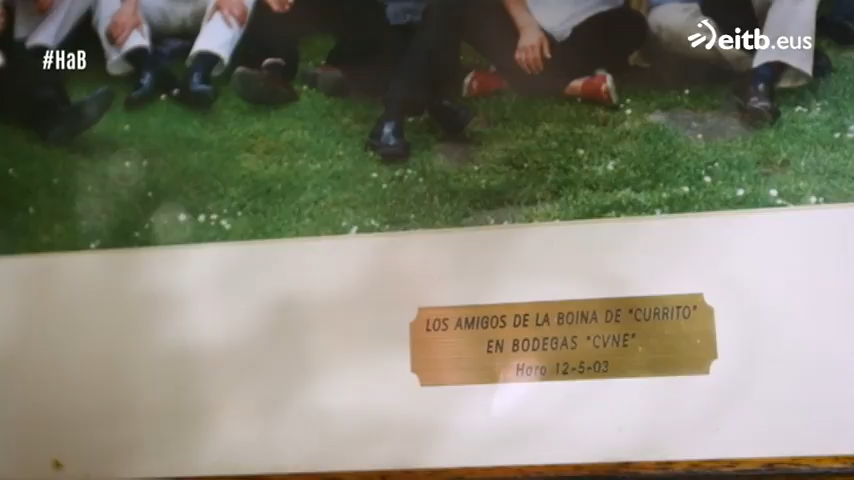 #HaB
eitb.eus
LOS AMIGOS DE LA BOINA DE "CURRITO"
EN BODEGAS "CVNE"
Haro 12-5-03